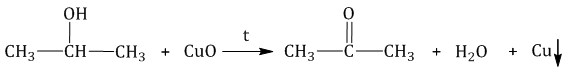 OH O
t
CH₃—CH—CH₃ + CuO ⟶ CH₃—C—CH₃ + H₂O + Cu↓